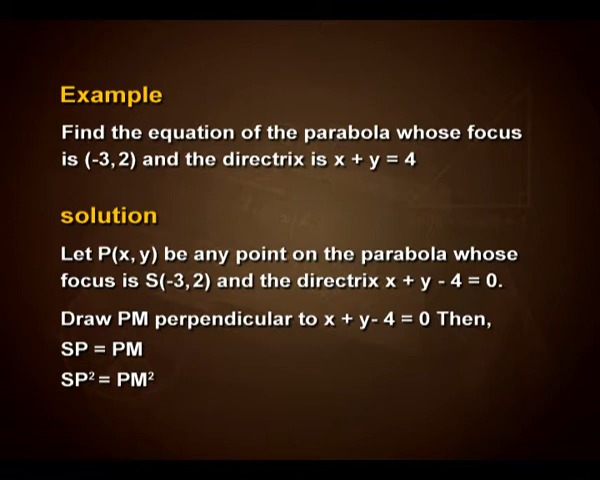 Example
Find the equation of the parabola whose focus
is (-3, 2) and the directrix is x + y = 4
solution
Let P(x, y) be any point on the parabola whose
focus is S(-3, 2) and the directrix x + y - 4 = 0.
Draw PM perpendicular to x + y- 4 = 0 Then,
SP = PM
SP² = PM²